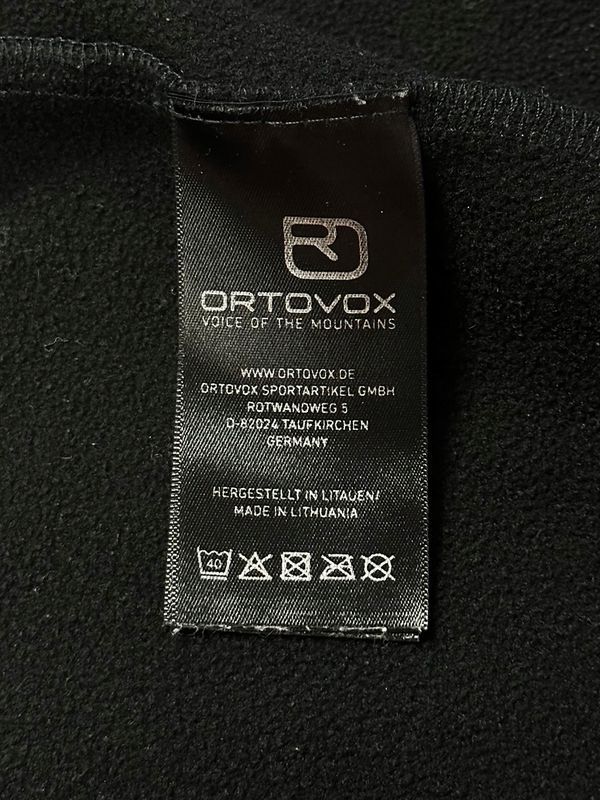 ORTOVOX
VOICE OF THE MOUNTAINS
WWW.ORTOVOX.DE
ORTOVOX SPORTARTIKEL GMBH
ROTWANDWEG 5
D-82024 TAUFKIRCHEN
GERMANY
HERGESTELLT IN LITAUEN/
MADE IN LITHUANIA
40